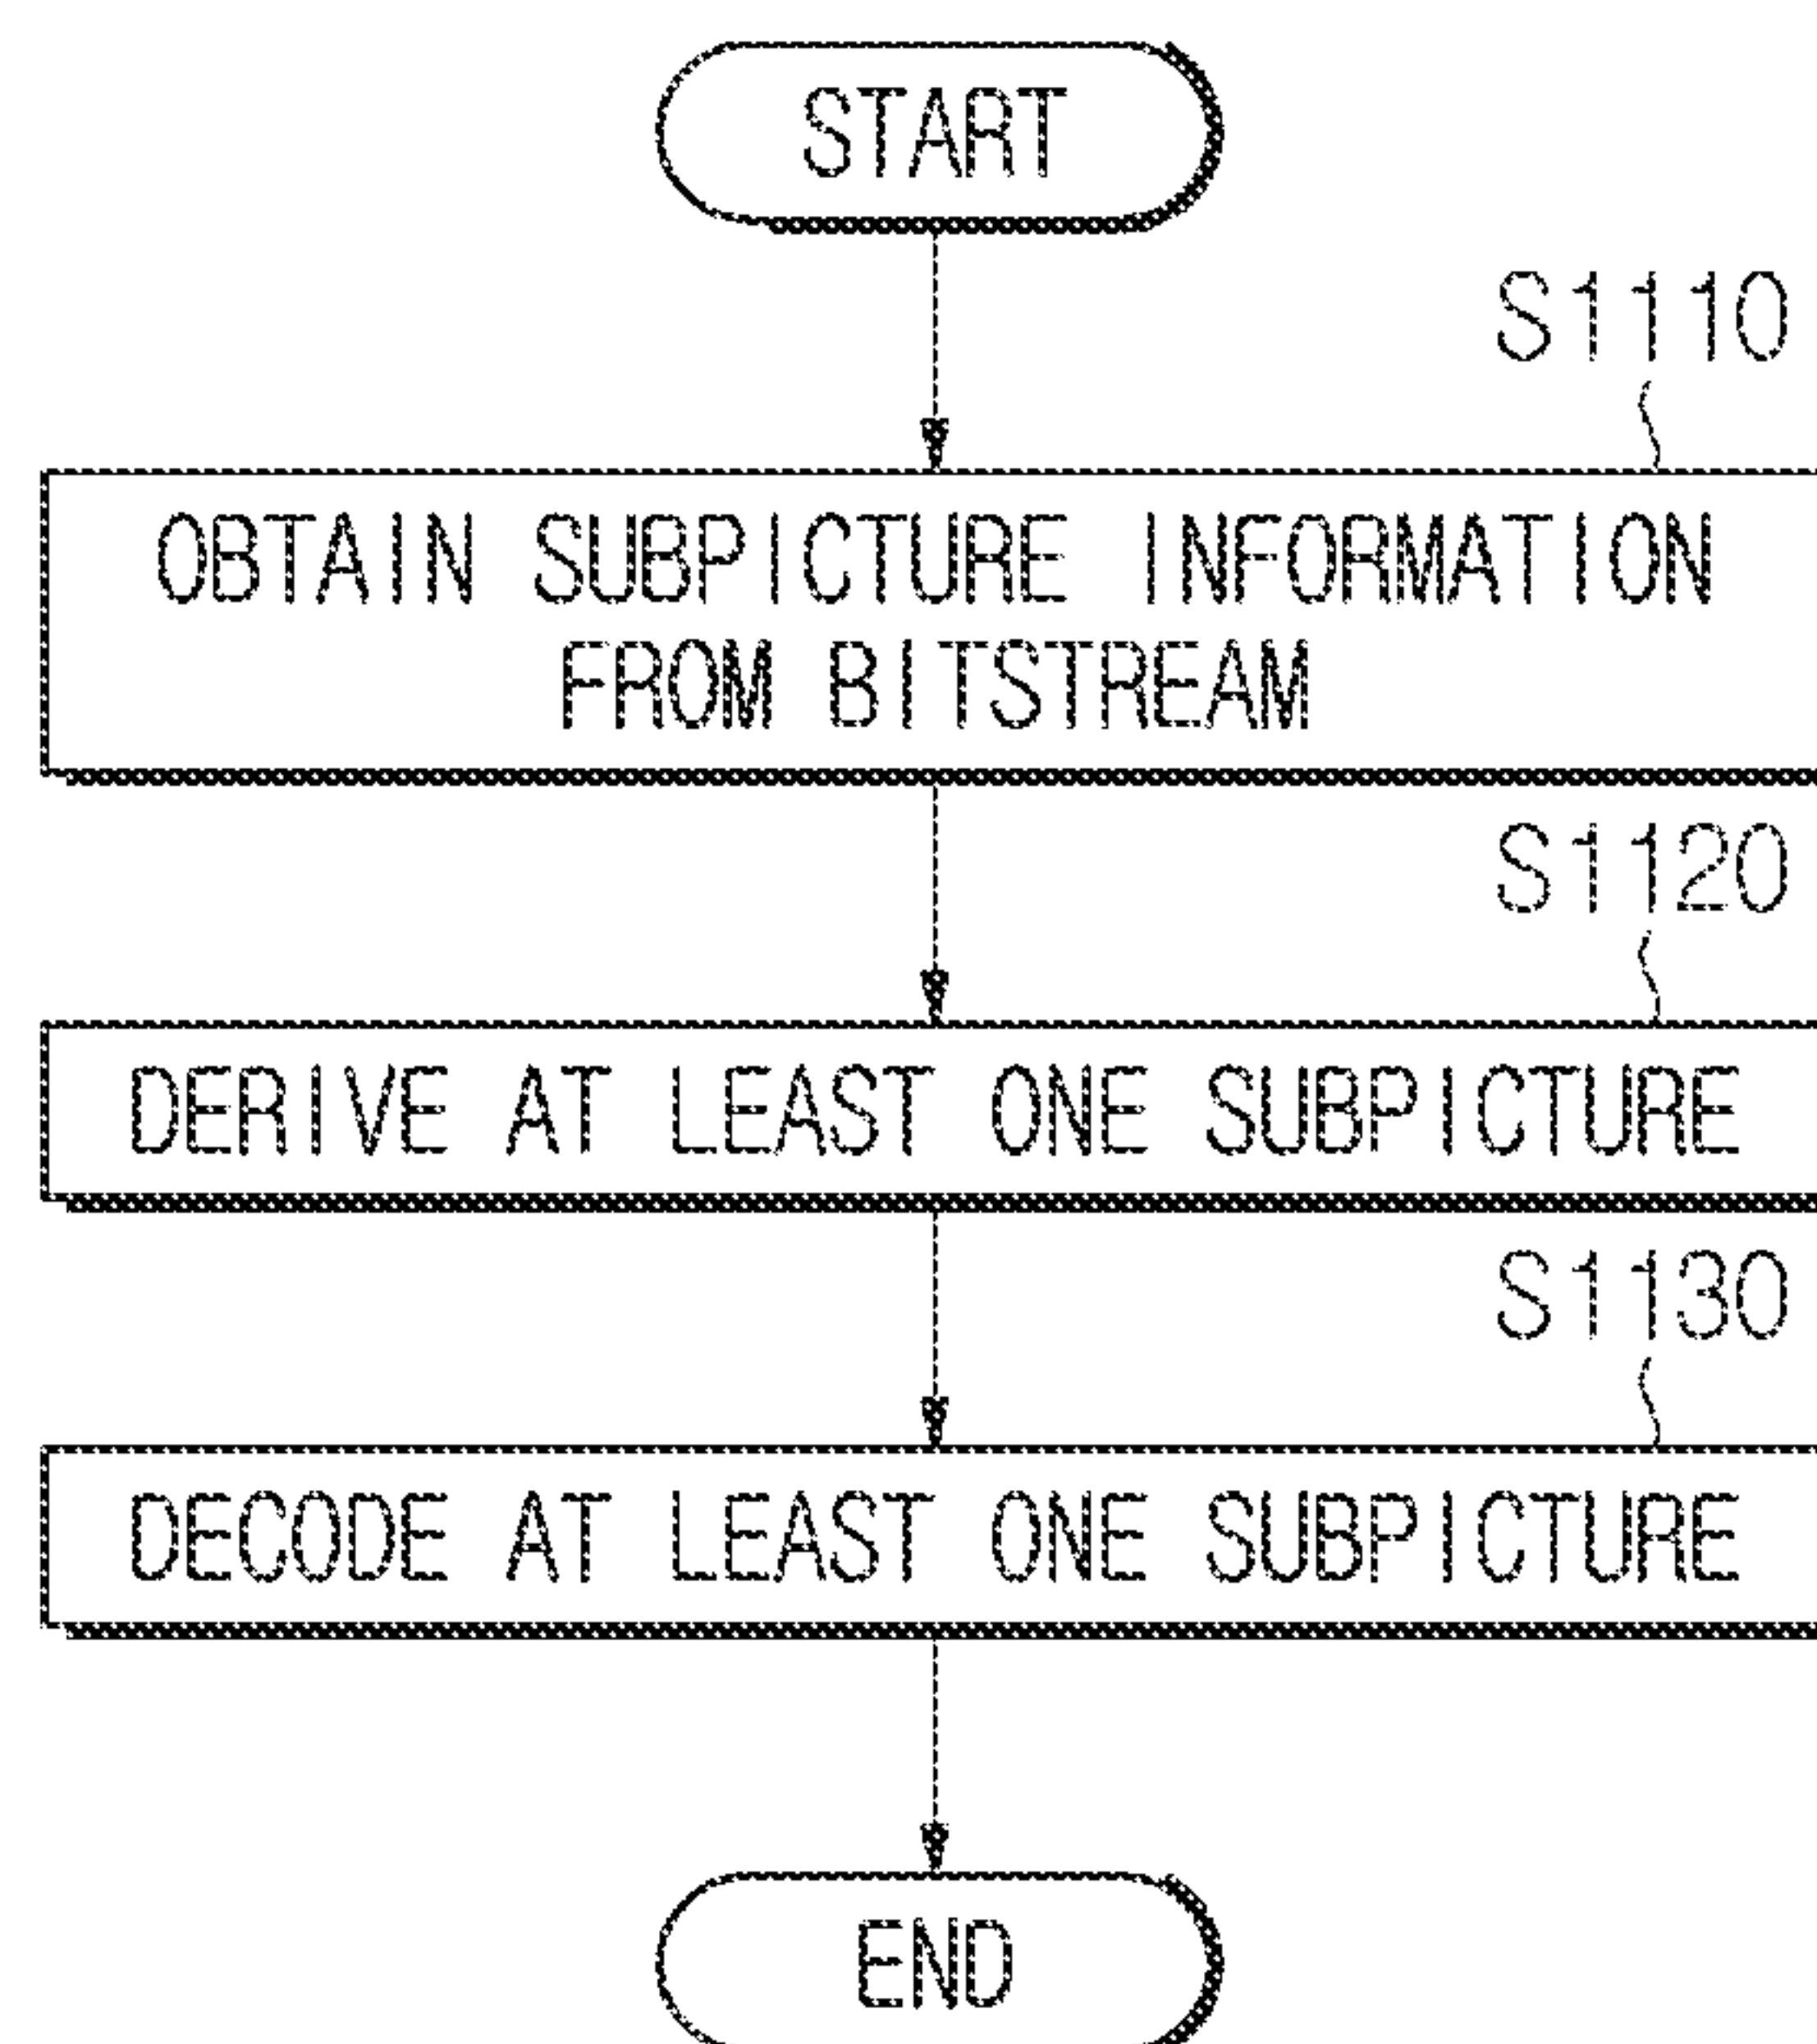 START
S1110
OBTAIN SUBPICTURE INFORMATION
FROM BITSTREAM
S1120
DERIVE AT LEAST ONE SUBPICTURE
S1130
DECODE AT LEAST ONE SUBPICTURE
END